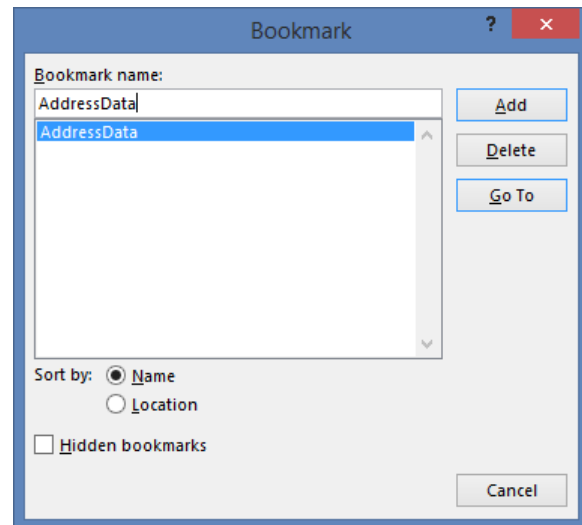 Bookmark
?
×
Bookmark name:
AddressData
Add
AddressData
Delete
Go To
Sort by:
Name
Location
Hidden bookmarks
Cancel